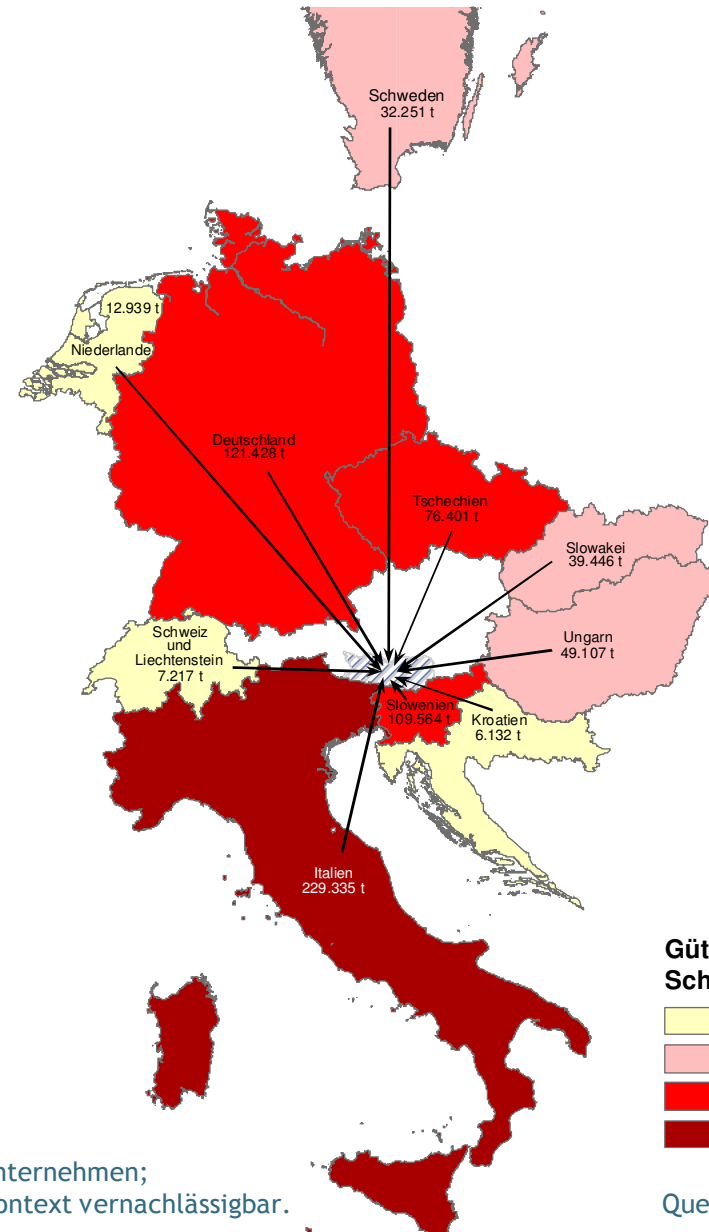 Schweden
32.251 t
12.939 t
Niederlande
Deutschland
121.428 t
Tschechien
76.401 t
Slowakei
39.446 t
Ungarn
49.107 t
Schweiz
und
Liechtenstein
7.217 t
Slowenien
109.564 t
Kroatien
6.132 t
Italien
229.335 t
Güt
Sch
nternehmen;
ontext vernachlässigbar.
Que